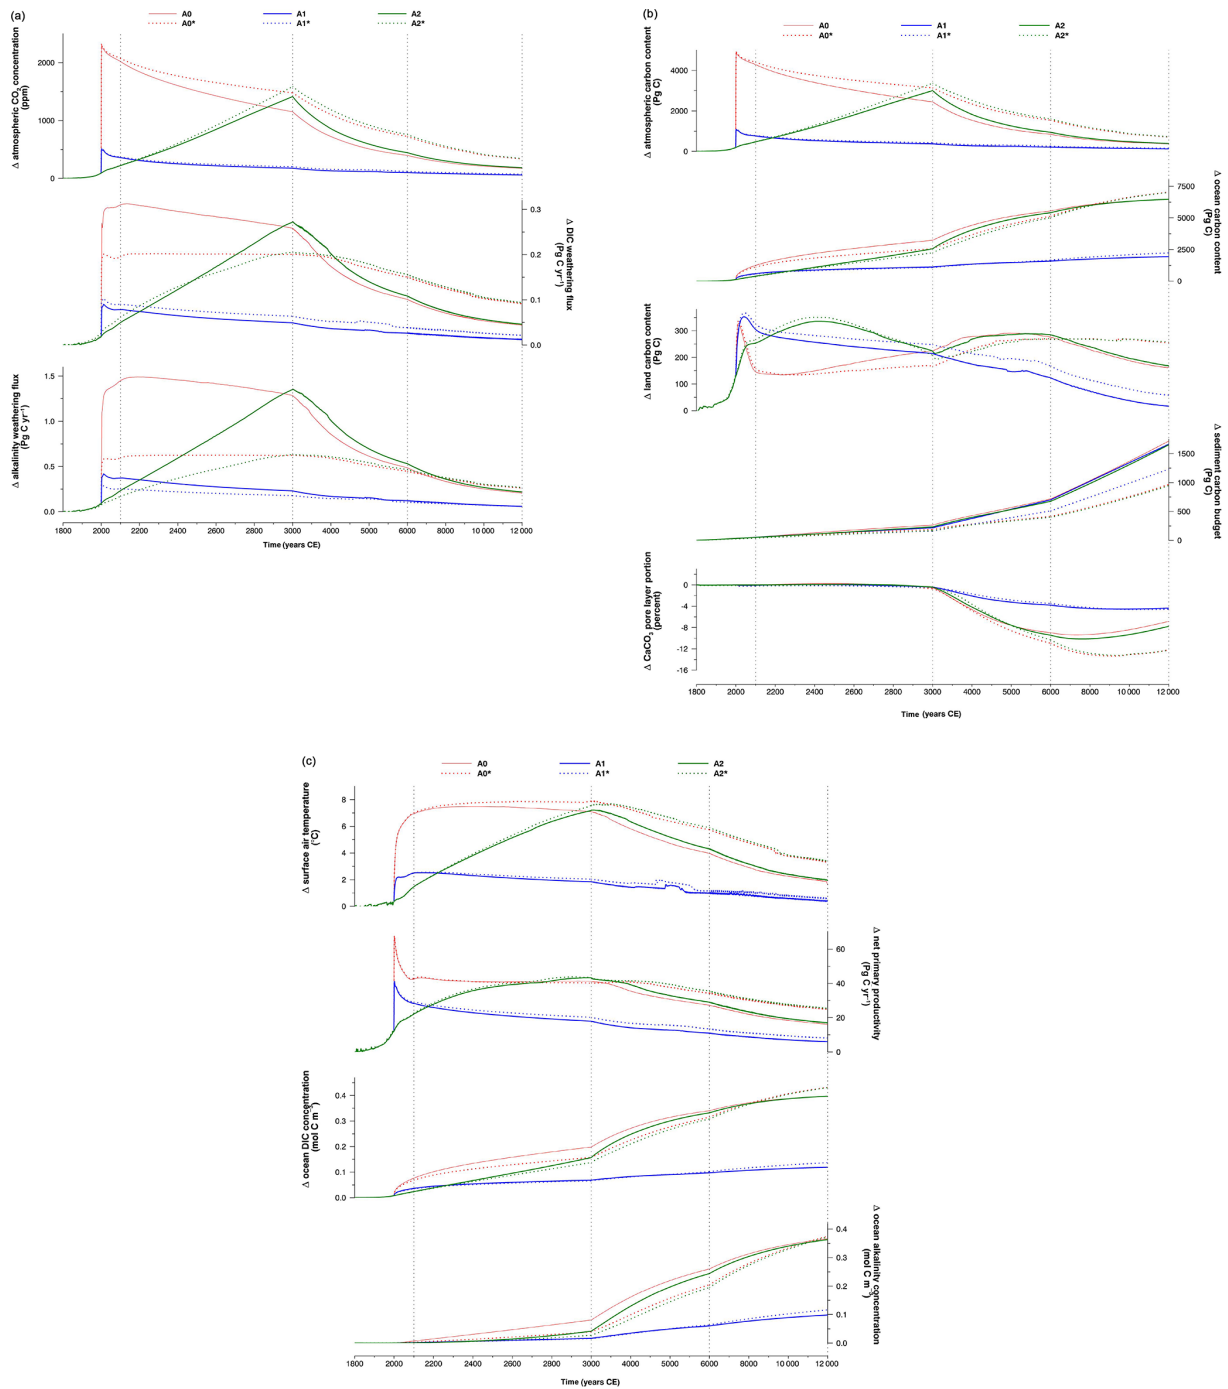 (a)
A0 A1 A2
A0* A1* A2*
Δ atmospheric CO2 concentration
(ppm)
2000
1000
0
Δ DIC weathering flux
(Pg C yr⁻¹)
0.3
0.2
0.1
0.0
Δ alkalinity weathering flux
(Pg C yr⁻¹)
1.5
1.0
0.5
0.0
1800 2000 2200 2400 2600 2800 3000 4000 6000 8000 10 000 12 000
Time (years CE)
(b)
A0 A1 A2
A0* A1* A2*
Δ atmospheric carbon content
(Pg C)
4000
2000
0
Δ ocean carbon content
(Pg C)
7500
5000
2500
0
Δ land carbon content
(Pg C)
300
200
100
0
Δ sediment carbon budget
(Pg C)
1500
1000
500
0
Δ CaCO3 pore layer portion
(percent)
0
-4
-8
-12
-16
1800 2000 2400 2600 3000 5000 6000 8000 10 000 12 000
Time (years CE)
(c)
A0 A1 A2
A0* A1* A2*
Δ surface air temperature
(°C)
8
6
4
2
0
Δ net primary productivity
(Pg C yr⁻¹)
60
40
20
0
Δ ocean DIC concentration
(mol C m⁻³)
0.4
0.3
0.2
0.1
0.0
Δ ocean alkalinity concentration
(mol C m⁻³)
0.4
0.3
0.2
0.1
0.0
1800 2000 2200 2400 2600 2800 3000 4000 6000 8000 10 000 12 000
Time (years CE)